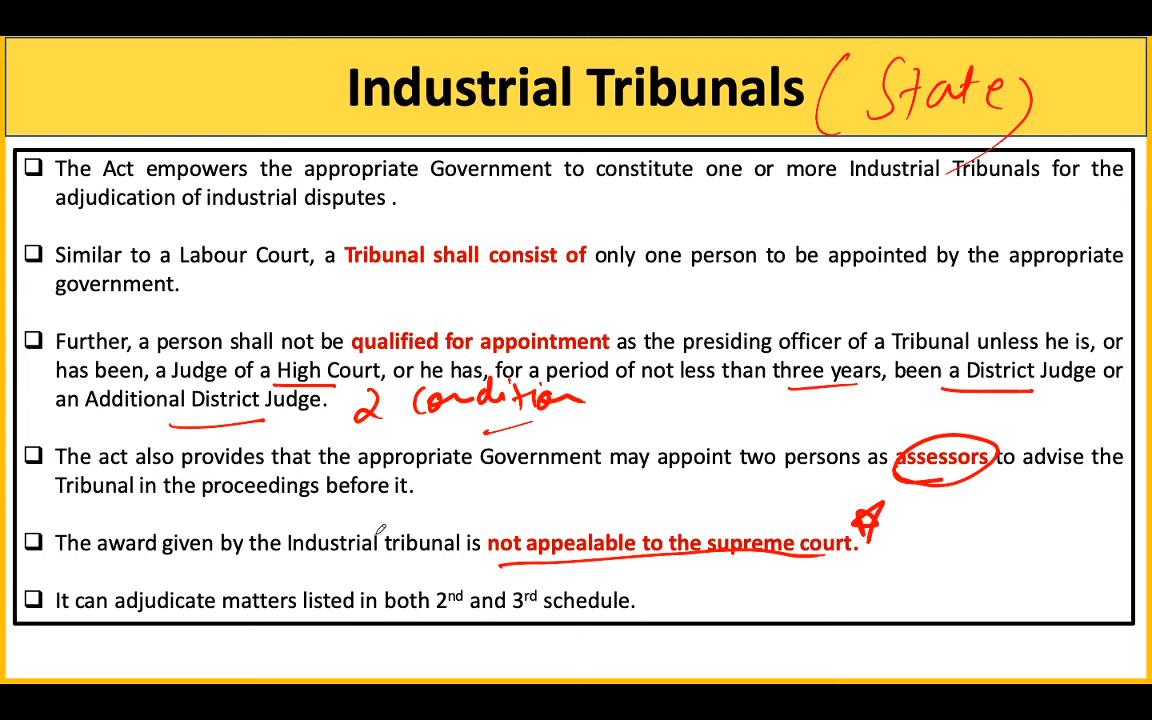 Industrial Tribunals (State)
❑ The Act empowers the appropriate Government to constitute one or more Industrial Tribunals for the
adjudication of industrial disputes .
❑ Similar to a Labour Court, a Tribunal shall consist of only one person to be appointed by the appropriate
government.
❑ Further, a person shall not be qualified for appointment as the presiding officer of a Tribunal unless he is, or
has been, a Judge of a High Court, or he has, for a period of not less than three years, been a District Judge or
an Additional District Judge. 2 condition
❑ The act also provides that the appropriate Government may appoint two persons as assessors to advise the
Tribunal in the proceedings before it.
❑ The award given by the Industrial tribunal is not appealable to the supreme court.
❑ It can adjudicate matters listed in both 2nd and 3rd schedule.